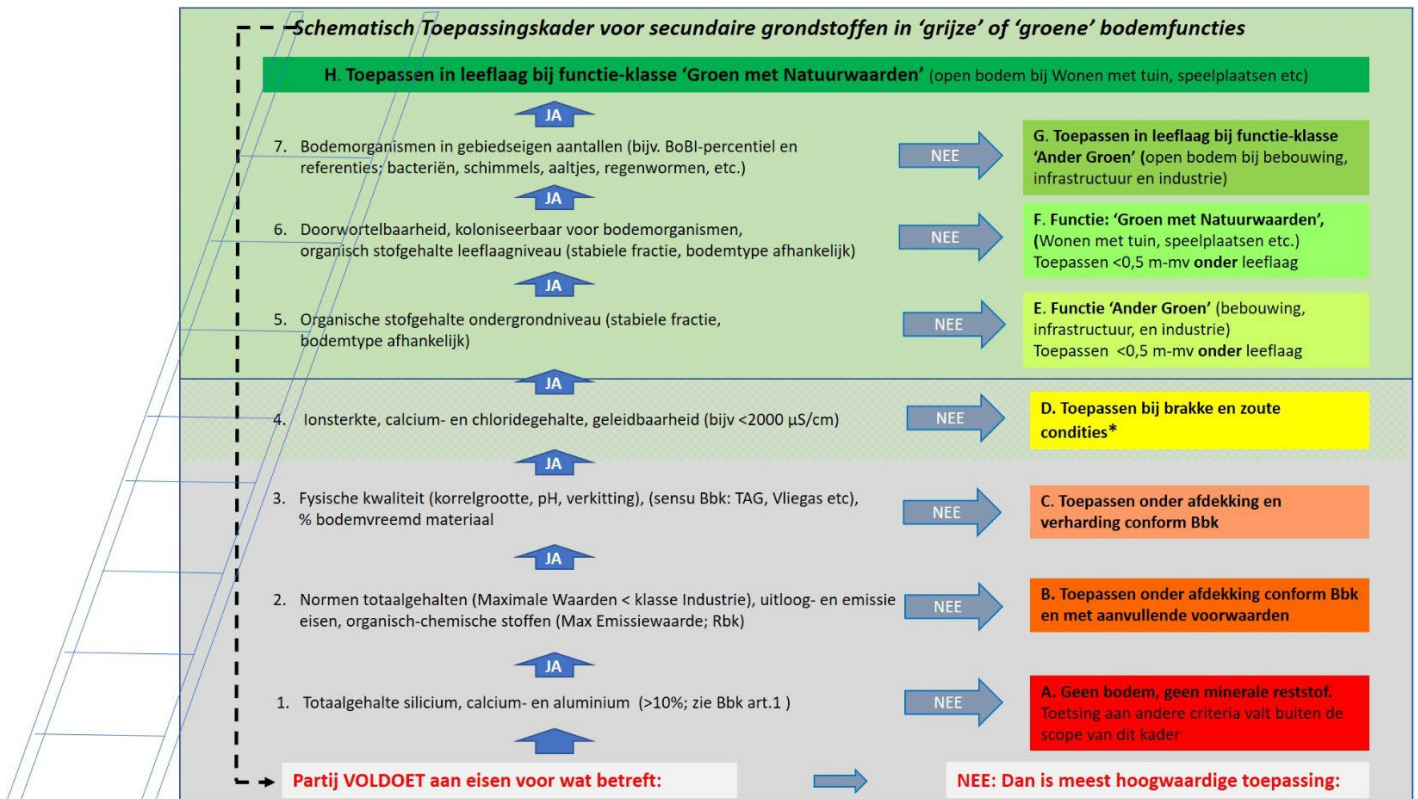 Schematisch Toepassingskader voor secundaire grondstoffen in ‘grijze’ of ‘groene’ bodemfuncties
H. Toepassen in leeflaag bij functie-klasse ‘Groen met Natuurwaarden’ (open bodem bij Wonen met tuin, speelplaatsen etc)
JA
7. Bodemorganismen in gebiedseigen aantallen (bijv. BoBI-percentiel en
referenties; bacteriën, schimmels, aaltjes, regenwormen, etc.)
NEE
G. Toepassen in leeflaag bij functie-klasse
‘Ander Groen’ (open bodem bij bebouwing,
infrastructuur en industrie)
JA
6. Doorwortelbaarheid, koloniseerbaar voor bodemorganismen,
organisch stofgehalte leeflaagniveau (stabiele fractie, bodemtype afhankelijk)
NEE
F. Functie: ‘Groen met Natuurwaarden’,
(Wonen met tuin, speelplaatsen etc.)
Toepassen <0,5 m-mv onder leeflaag
JA
5. Organische stofgehalte ondergrondniveau (stabiele fractie,
bodemtype afhankelijk)
NEE
E. Functie ‘Ander Groen’ (bebouwing,
infrastructuur, en industrie)
Toepassen <0,5 m-mv onder leeflaag
JA
4. Ionsterkte, calcium- en chloridegehalte, geleidbaarheid (bijv <2000 µS/cm)
NEE
D. Toepassen bij brakke en zoute
condities*
JA
3. Fysische kwaliteit (korrelgrootte, pH, verkitting), (sensu Bbk: TAG, Vliegas etc),
% bodemvreemd materiaal
NEE
C. Toepassen onder afdekking en
verharding conform Bbk
JA
2. Normen totaalgehalten (Maximale Waarden < klasse Industrie), uitloog- en emissie
eisen, organisch-chemische stoffen (Max Emissiewaarde; Rbk)
NEE
B. Toepassen onder afdekking conform Bbk
en met aanvullende voorwaarden
JA
1. Totaalgehalte silicium, calcium- en aluminium (>10%; zie Bbk art.1 )
NEE
A. Geen bodem, geen minerale reststof.
Toetsing aan andere criteria valt buiten de
scope van dit kader
Partij VOLDOET aan eisen voor wat betreft:
NEE: Dan is meest hoogwaardige toepassing: